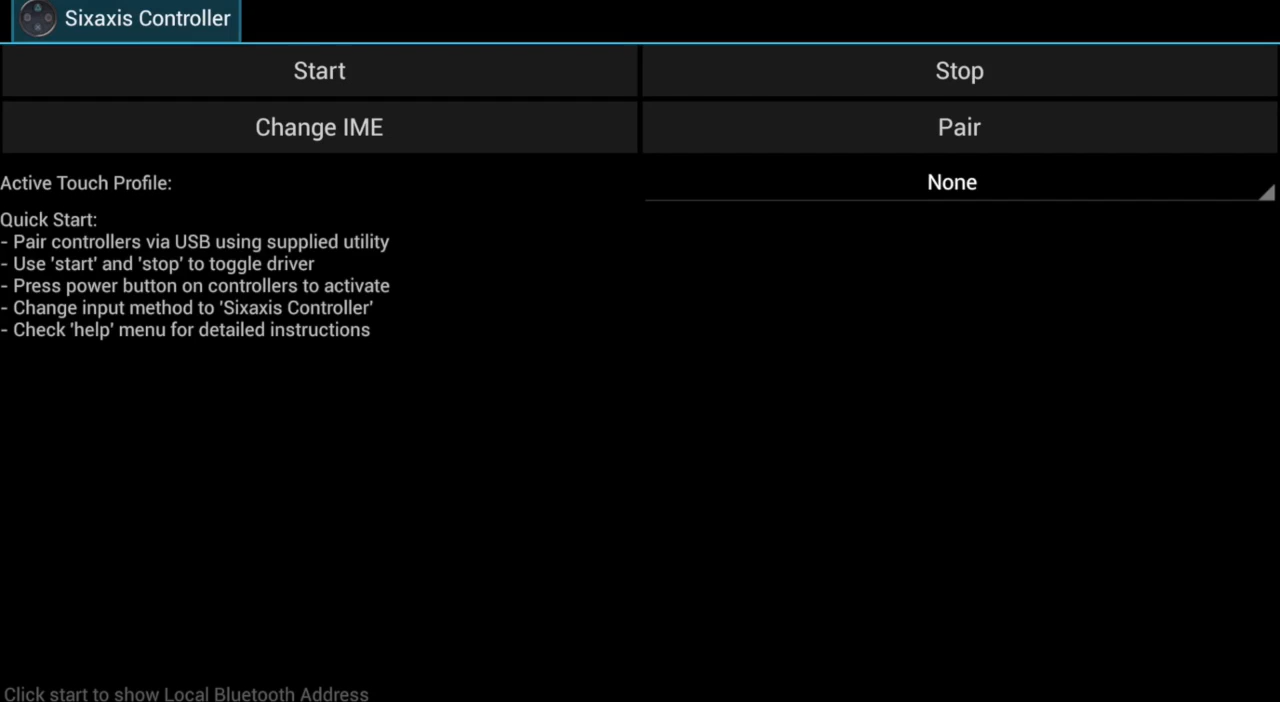 Sixaxis Controller
Start
Stop
Change IME
Pair
Active Touch Profile:
None
Quick Start:
- Pair controllers via USB using supplied utility
- Use 'start' and 'stop' to toggle driver
- Press power button on controllers to activate
- Change input method to 'Sixaxis Controller'
- Check 'help' menu for detailed instructions
Click start to show Local Bluetooth Address